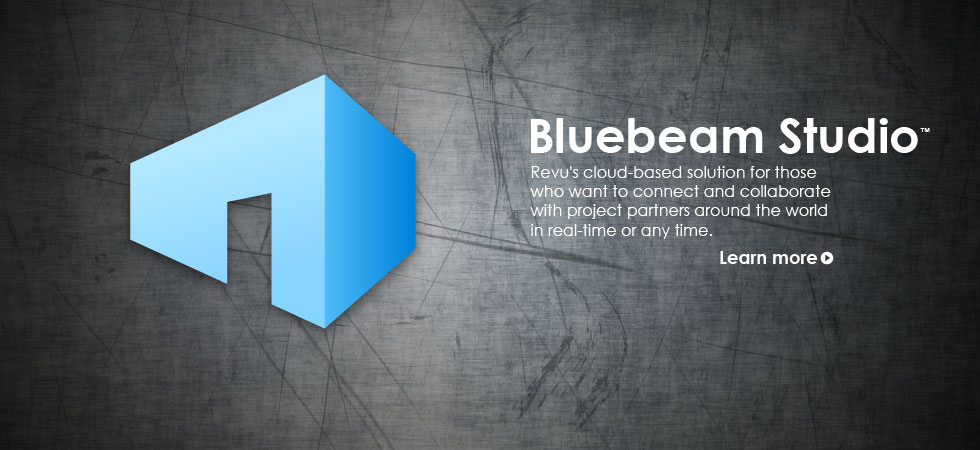 Bluebeam Studio™
Revu's cloud-based solution for those
who want to connect and collaborate
with project partners around the world
in real-time or any time.
Learn more